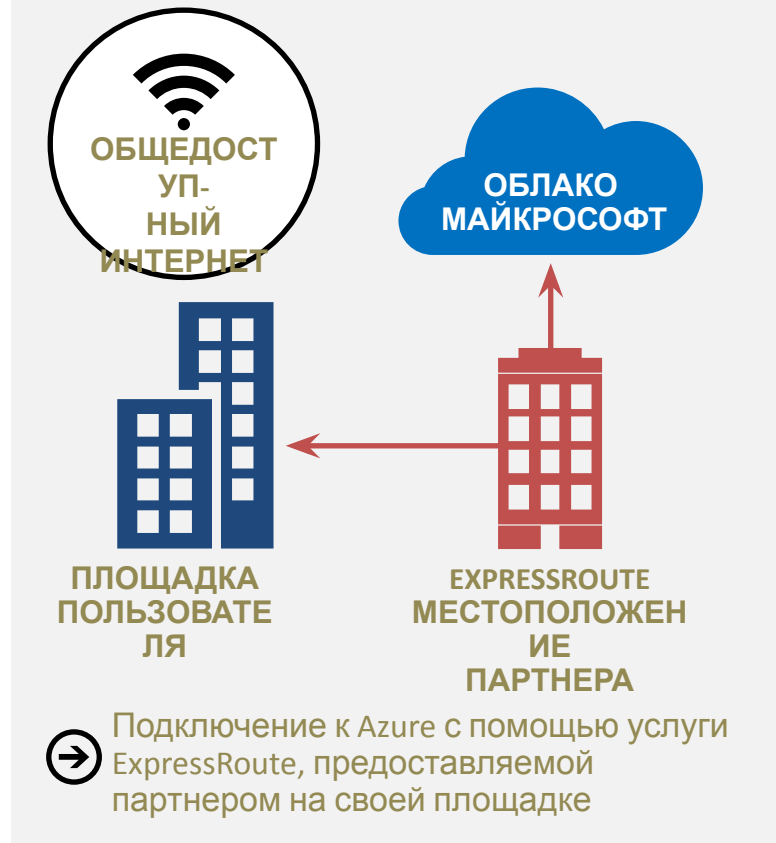 ОБЩЕДОСТ
УП-
НЫЙ
ИНТЕРНЕТ
ОБЛАКО
МАЙКРОСОФТ
ПЛОЩАДКА
ПОЛЬЗОВАТЕ
ЛЯ
EXPRESSROUTE
МЕСТОПОЛОЖЕН
ИЕ
ПАРТНЕРА
Подключение к Azure с помощью услуги
ExpressRoute, предоставляемой
партнером на своей площадке